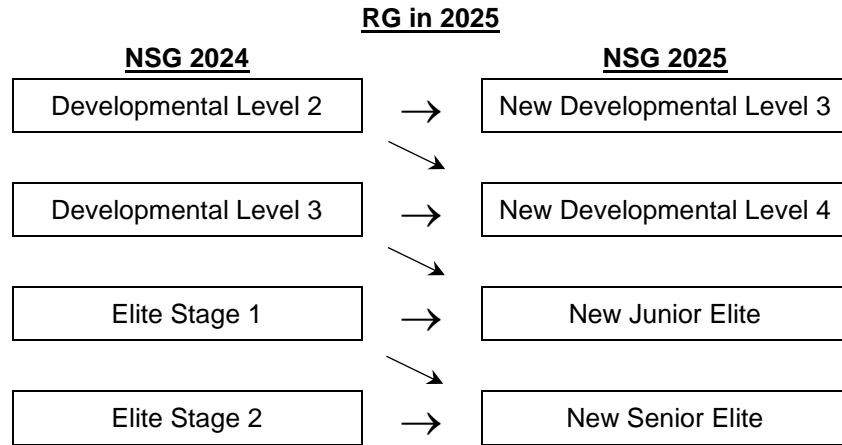 RG in 2025
NSG 2024 NSG 2025
Developmental Level 2 → New Developmental Level 3
Developmental Level 3 → New Developmental Level 4
Elite Stage 1 → New Junior Elite
Elite Stage 2 → New Senior Elite